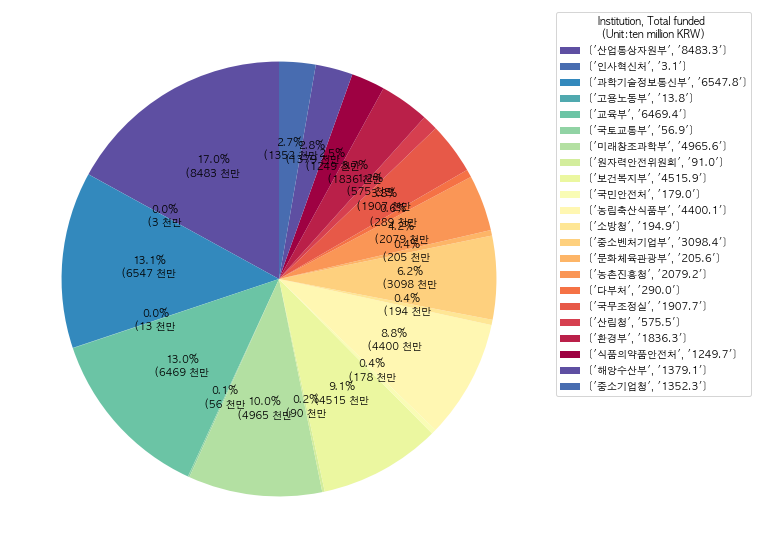 Institution, Total funded
(Unit:ten million KRW)
['산업통상자원부', '8483.3']
['인사혁신처', '3.1']
['과학기술정보통신부', '6547.8']
['고용노동부', '13.8']
['교육부', '6469.4']
['국토교통부', '56.9']
['미래창조과학부', '4965.6']
['원자력안전위원회', '91.0']
['보건복지부', '4515.9']
['국민안전처', '179.0']
['농림축산식품부', '4400.1']
['소방청', '194.9']
['중소벤처기업부', '3098.4']
['문화체육관광부', '205.6']
['농촌진흥청', '2079.2']
['다부처', '290.0']
['국무조정실', '1907.7']
['산림청', '575.5']
['환경부', '1836.3']
['식품의약품안전처', '1249.7']
['해양수산부', '1379.1']
['중소기업청', '1352.3']
17.0%
(8483 천만
0.0%
(3 천만
13.1%
(6547 천만
0.0%
(13 천만
13.0%
(6469 천만
0.1%
(56 천만
10.0%
(4965 천만
0.2%
(90 천만
9.1%
(4515 천만
0.4%
(178 천만
8.8%
(4400 천만
0.4%
(194 천만
6.2%
(3098 천만
0.4%
(205 천만
4.2%
(2079 천만
0.6%
(289 천만
3.8%
(1907 천만
(575 천만
(1836 천만
2.5%
(1249 천만
2.8%
2.7%
(1352 천만